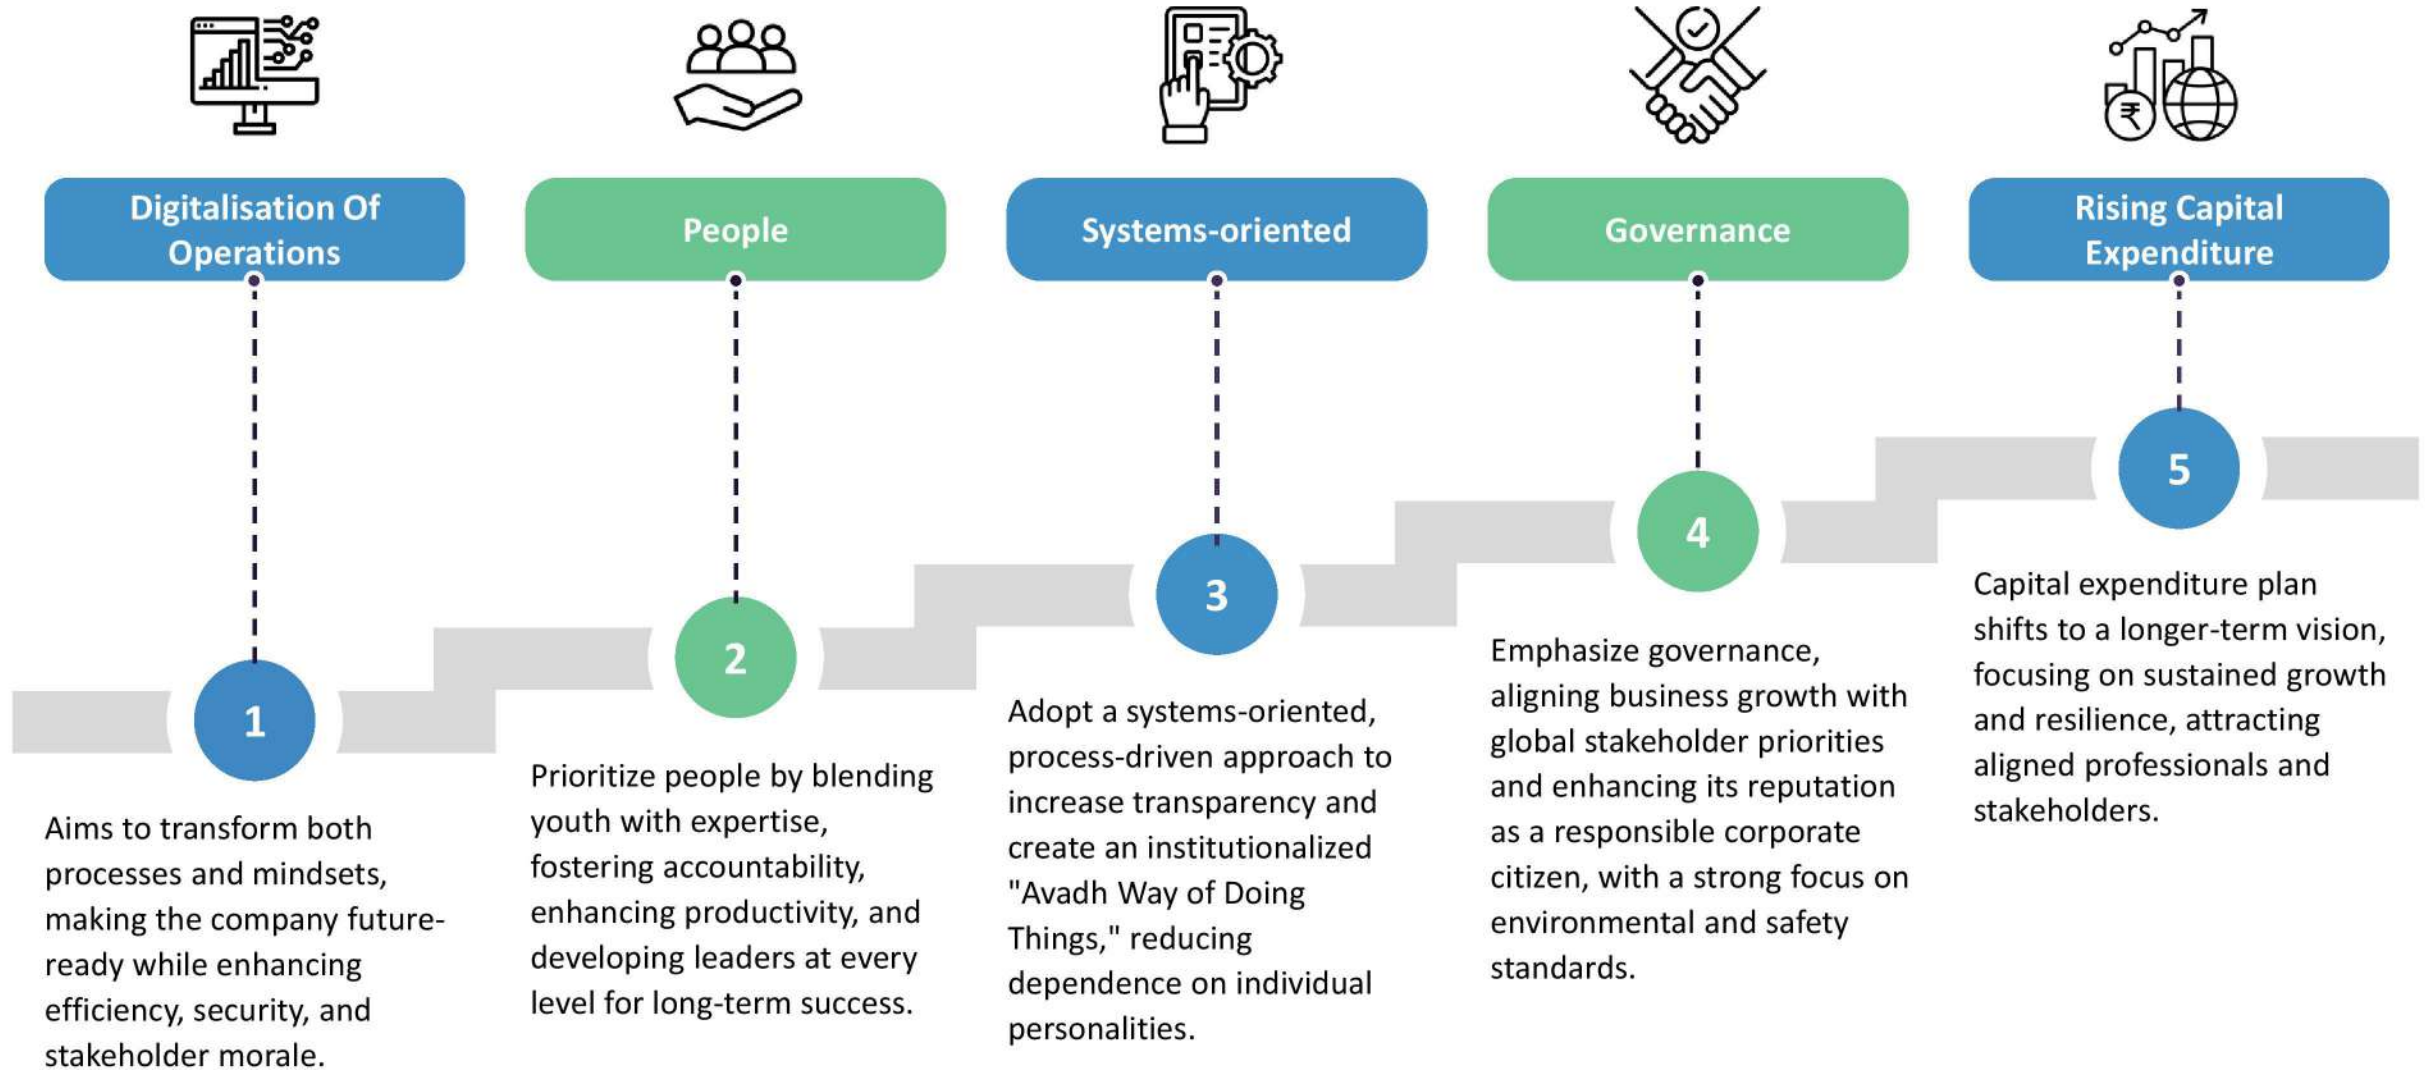 Digitalisation Of
Operations
People
Systems-oriented
Governance
Rising Capital
Expenditure
₹
1
Aims to transform both
processes and mindsets,
making the company future-
ready while enhancing
efficiency, security, and
stakeholder morale.
2
Prioritize people by blending
youth with expertise,
fostering accountability,
enhancing productivity, and
developing leaders at every
level for long-term success.
3
Adopt a systems-oriented,
process-driven approach to
increase transparency and
create an institutionalized
"Avadh Way of Doing
Things," reducing
dependence on individual
personalities.
4
Emphasize governance,
aligning business growth with
global stakeholder priorities
and enhancing its reputation
as a responsible corporate
citizen, with a strong focus on
environmental and safety
standards.
5
Capital expenditure plan
shifts to a longer-term vision,
focusing on sustained growth
and resilience, attracting
aligned professionals and
stakeholders.